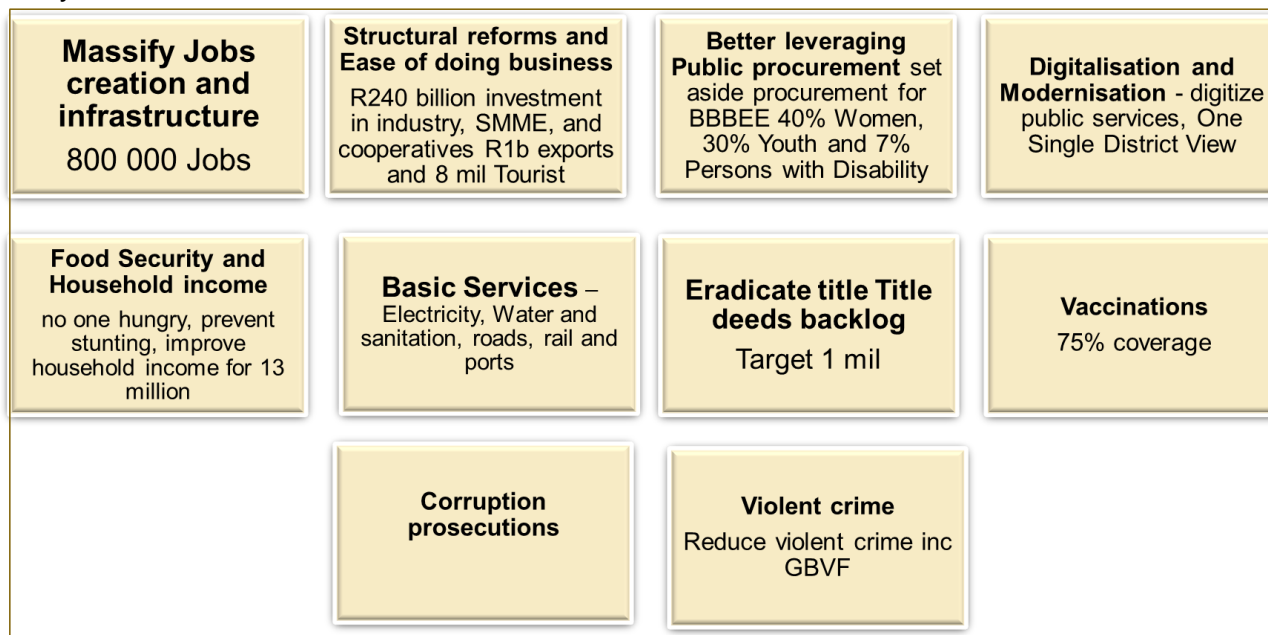 Massify Jobs
creation and
infrastructure
800 000 Jobs
Structural reforms and
Ease of doing business
R240 billion investment
in industry, SMME, and
cooperatives R1b exports
and 8 mil Tourist
Better leveraging
Public procurement set
aside procurement for
BBBEE 40% Women,
30% Youth and 7%
Persons with Disability
Digitalisation and
Modernisation - digitize
public services, One
Single District View
Food Security and
Household income
no one hungry, prevent
stunting, improve
household income for 13
million
Basic Services –
Electricity, Water and
sanitation, roads, rail and
ports
Eradicate title Title
deeds backlog
Target 1 mil
Vaccinations
75% coverage
Corruption
prosecutions
Violent crime
Reduce violent crime inc
GBVF